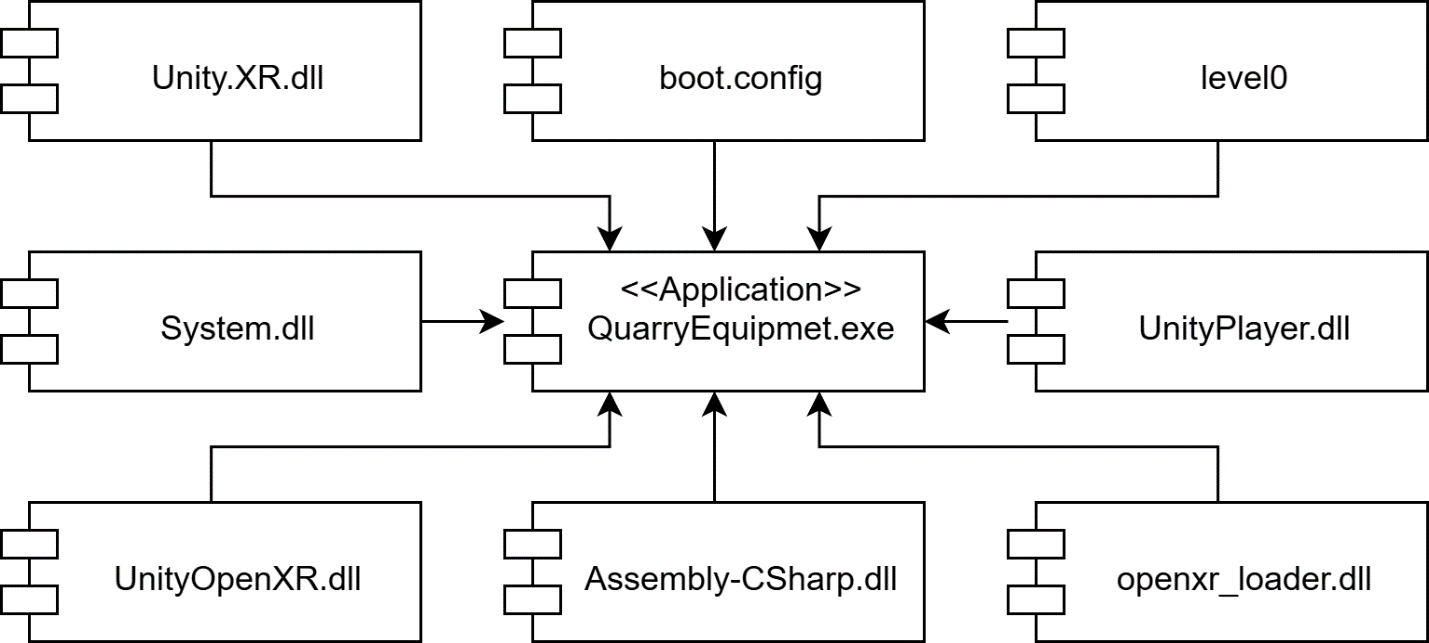 Unity.XR.dll
boot.config
level0
System.dll
<<Application>>
QuarryEquipmet.exe
UnityPlayer.dll
UnityOpenXR.dll
Assembly-CSharp.dll
openxr_loader.dll